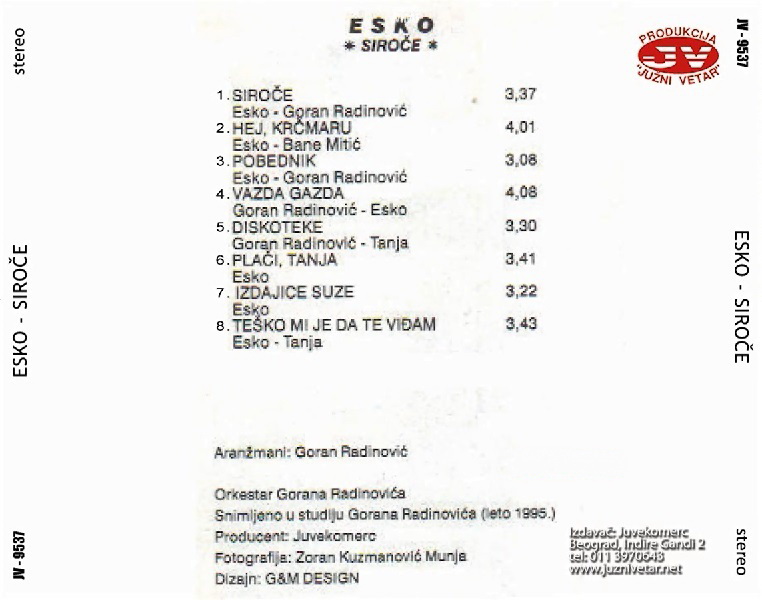 stereo
ESKO - SIROČE
JV - 9537
ESKO
* SIROČE *
PRODUKCIJA
JV
"JUŽNI VETAR"
1. SIROČE 3,37
Esko - Goran Radinović
2. HEJ, KRČMARU 4,01
Esko - Bane Mitić
3. POBEDNIK 3,08
Esko - Goran Radinović
4. VAZDA GAZDA 4,08
Goran Radinović - Esko
5. DISKOTEKE 3,30
Goran Radinović - Tanja
6. PLAČI, TANJA 3,41
Esko
7. IZDAJICE SUZE 3,22
Esko
8. TEŠKO MI JE DA TE VIĐAM 3,43
Esko - Tanja
Aranžmani: Goran Radinović
Orkestar Gorana Radinovića
Snimljeno u studiju Gorana Radinovića (leto 1995.)
Producent: Juvekomerc
Fotografija: Zoran Kuzmanović Munja
Dizajn: G&M DESIGN
Izdavač: Juvekomerc
Beograd, Indire Gandi 2
tel: 011 3970643
www.juznivetar.net
JV - 9537
ESKO - SIROČE
stereo